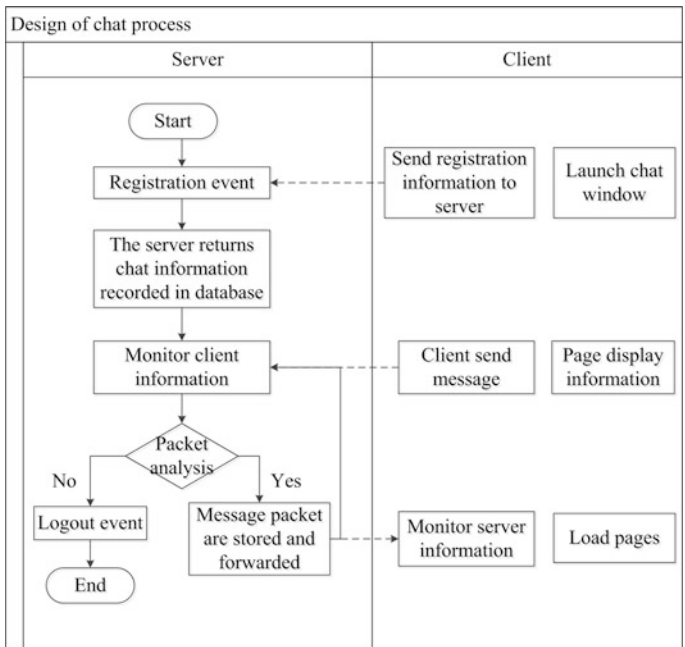 Design of chat process
Server
Client
Start
Registration event
Send registration
information to
server
Launch chat
window
The server returns
chat information
recorded in database
Monitor client
information
Client send
message
Page display
information
Packet
analysis
No
Yes
Logout event
Message packet
are stored and
forwarded
Monitor server
information
Load pages
End